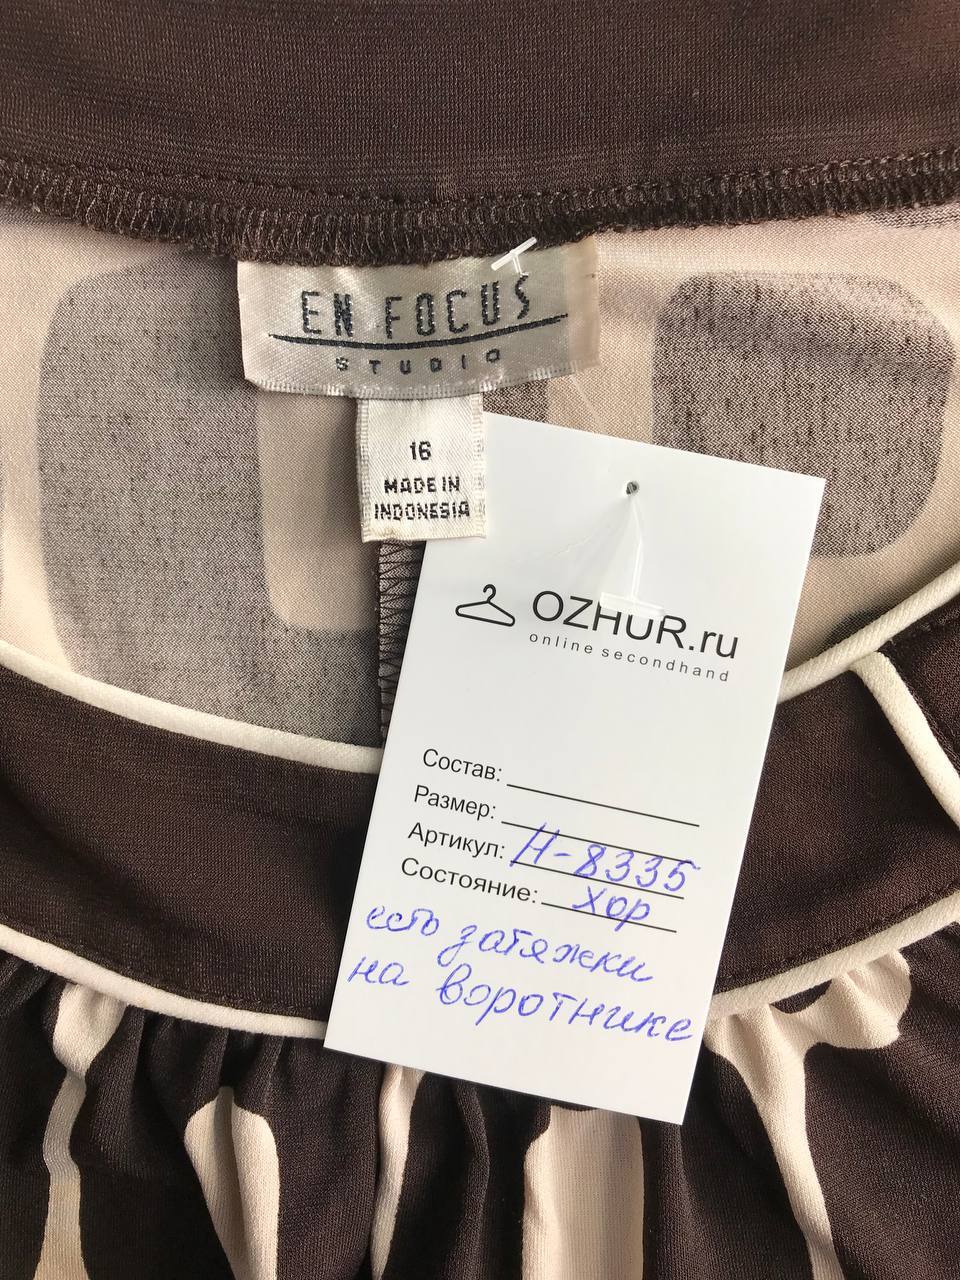 EN FOCUS
STUDIO
16
MADE IN
INDONESIA
OZHUR.ru
online secondhand
Состав:
Размер:
Артикул: Н-8335
Состояние: Хор
есть затяжки
на воротнике